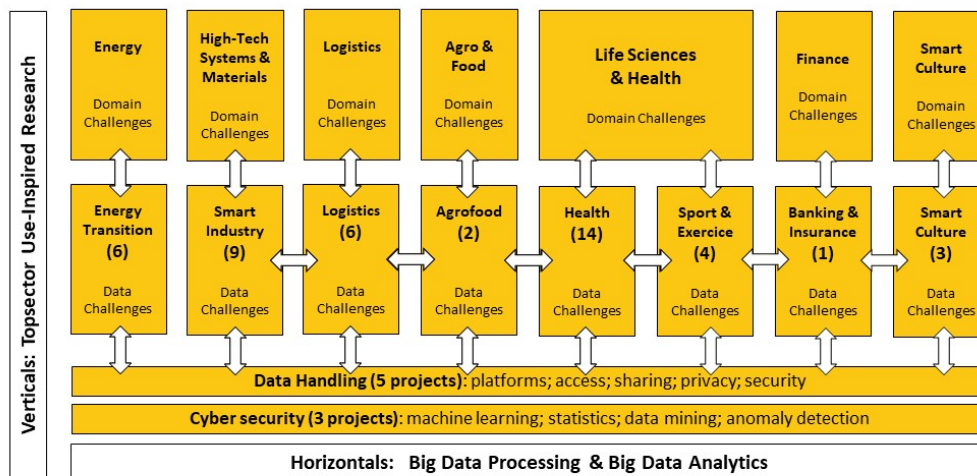 Verticals: Topsector Use-Inspired Research
Energy
Domain
Challenges
High-Tech
Systems &
Materials
Domain
Challenges
Logistics
Domain
Challenges
Agro &
Food
Domain
Challenges
Life Sciences
& Health
Domain Challenges
Finance
Domain
Challenges
Smart
Culture
Domain
Challenges
Energy
Transition
(6)
Data
Challenges
Smart
Industry
(9)
Data
Challenges
Logistics
(6)
Data
Challenges
Agrofood
(2)
Data
Challenges
Health
(14)
Data
Challenges
Sport &
Exercice
(4)
Data
Challenges
Banking &
Insurance
(1)
Data
Challenges
Smart
Culture
(3)
Data
Challenges
Data Handling (5 projects): platforms; access; sharing; privacy; security
Cyber security (3 projects): machine learning; statistics; data mining; anomaly detection
Horizontals: Big Data Processing & Big Data Analytics